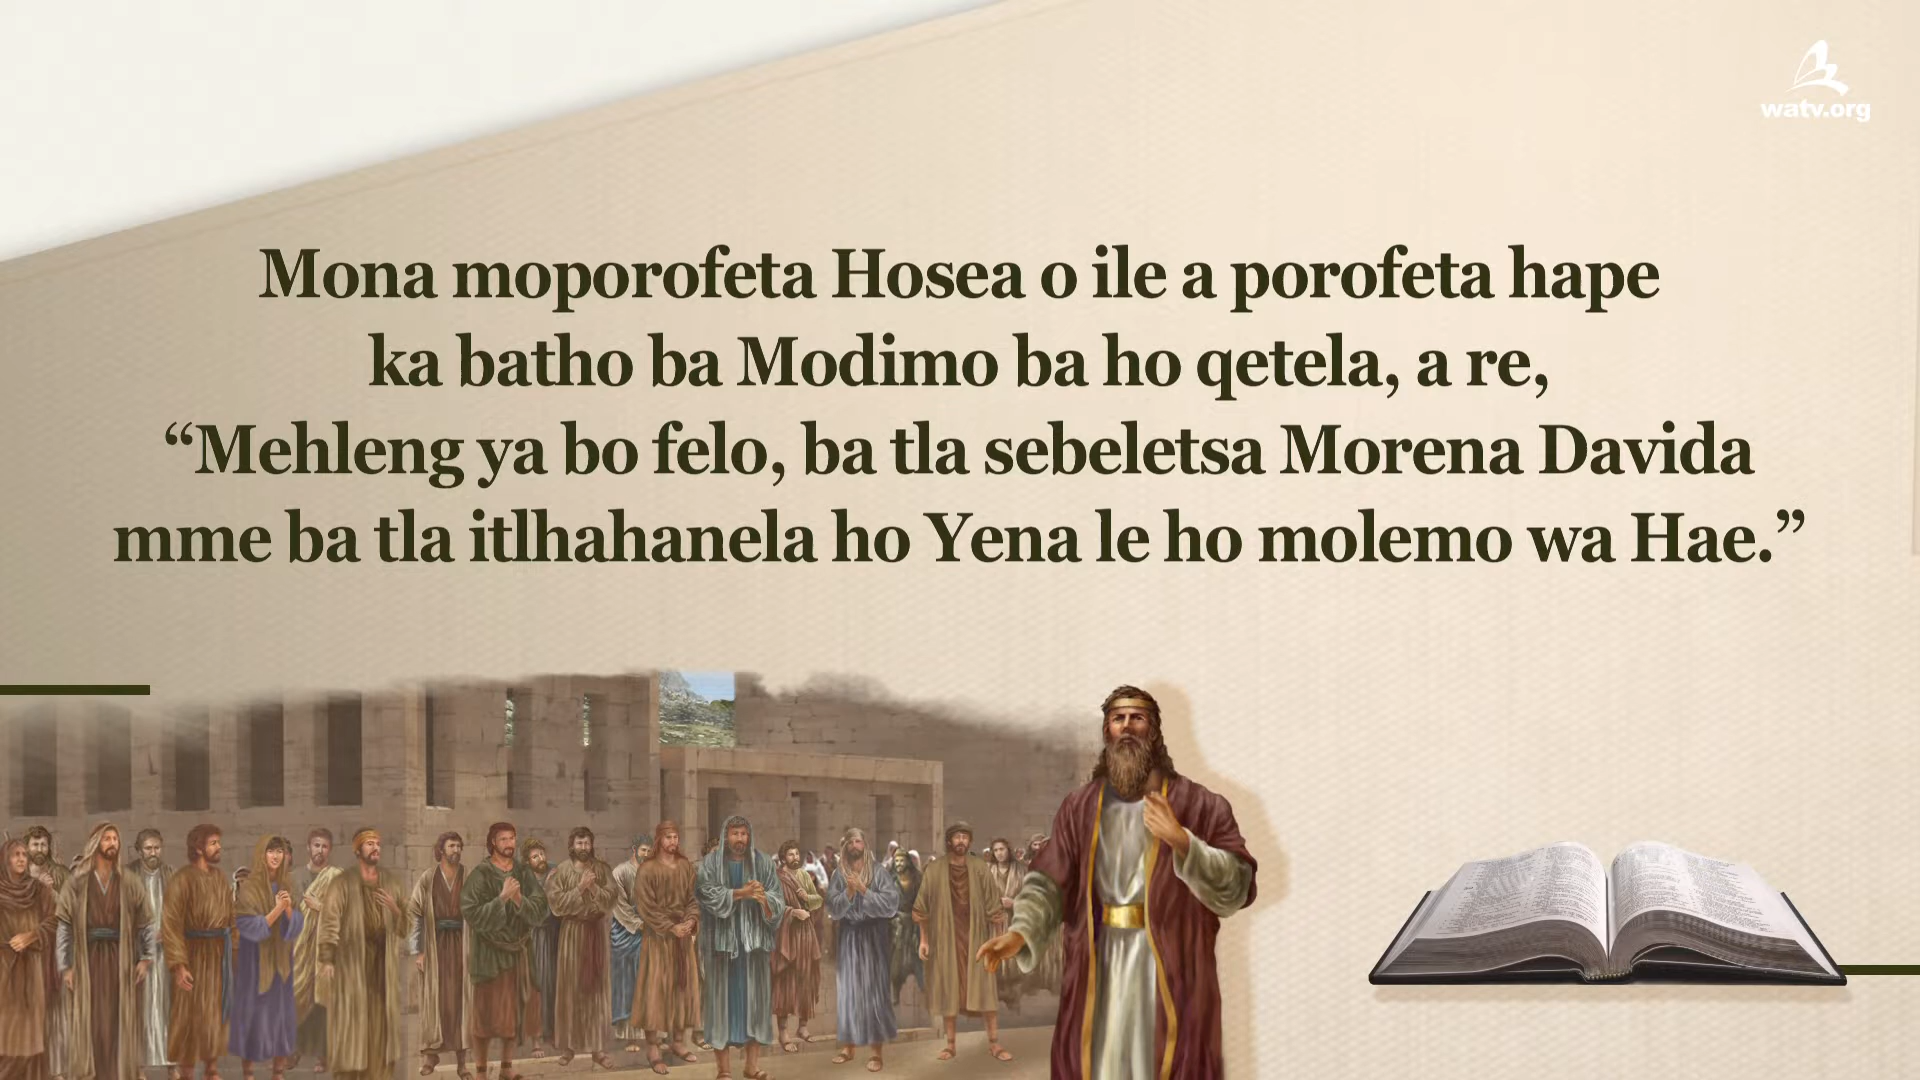 watv.org
Mona moporofeta Hosea o ile a porofeta hape
ka batho ba Modimo ba ho qetela, a re,
“Mehleng ya bo felo, ba tla sebeletsa Morena Davida
mme ba tla itlhahanela ho Yena le ho molemo wa Hae.”